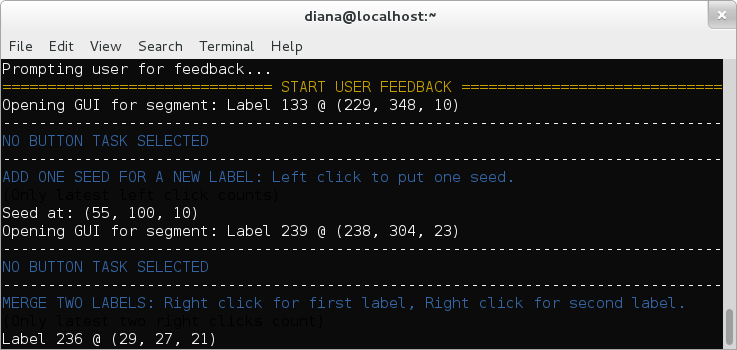 diana@localhost:~
File Edit View Search Terminal Help
Prompting user for feedback...
============================== START USER FEEDBACK =============================
Opening GUI for segment: Label 133 @ (229, 348, 10)
--------------------------------------------------------------------------------
NO BUTTON TASK SELECTED
--------------------------------------------------------------------------------
ADD ONE SEED FOR A NEW LABEL: Left click to put one seed.
(Only latest left click counts)
Seed at: (55, 100, 10)
Opening GUI for segment: Label 239 @ (238, 304, 23)
--------------------------------------------------------------------------------
NO BUTTON TASK SELECTED
--------------------------------------------------------------------------------
MERGE TWO LABELS: Right click for first label, Right click for second label.
(Only latest two right clicks count)
Label 236 @ (29, 27, 21)